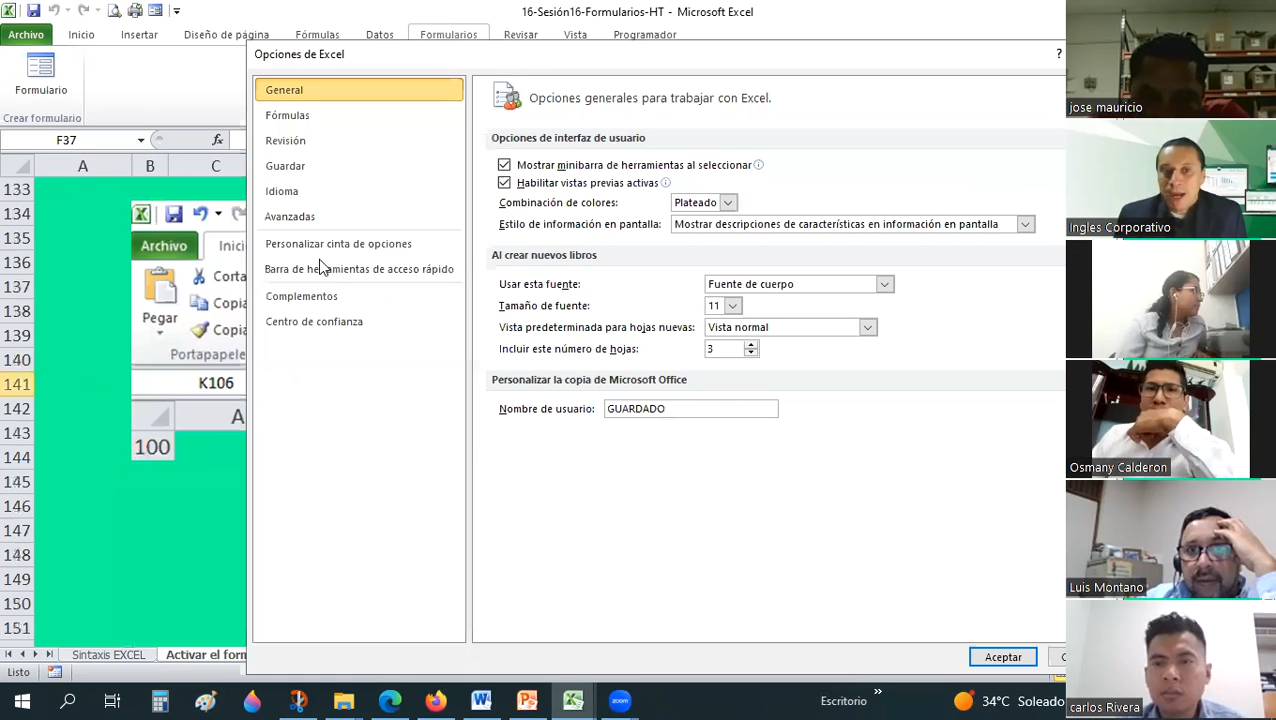 16-Sesión16-Formularios-HT - Microsoft Excel
Archivo Inicio Insertar Diseño de página Fórmulas Datos Formularios Revisar Vista Programador
Formulario
Crear formulario
Opciones de Excel ?
F37 fx
A B C
133
134
135
136
137
138
139
140
141
142
143
144
145
146
147
148
149
150
151
Archivo
Pegar
Portapapele
K106
A
100
General
Fórmulas
Revisión
Guardar
Idioma
Avanzadas
Personalizar cinta de opciones
Barra de herramientas de acceso rápido
Complementos
Centro de confianza
Opciones generales para trabajar con Excel.
Opciones de interfaz de usuario
Mostrar minibarra de herramientas al seleccionar
Habilitar vistas previas activas
Combinación de colores: Plateado
Estilo de información en pantalla: Mostrar descripciones de características en información en pantalla
Al crear nuevos libros
Usar esta fuente: Fuente de cuerpo
Tamaño de fuente: 11
Vista predeterminada para hojas nuevas: Vista normal
Incluir este número de hojas: 3
Personalizar la copia de Microsoft Office
Nombre de usuario: GUARDADO
Aceptar
Sintaxis EXCEL Activar el form
Listo
zoom
Escritorio
34°C Soleado
jose mauricio
Ingles Corporativo
Osmany Calderon
Luis Montano
carlos Rivera